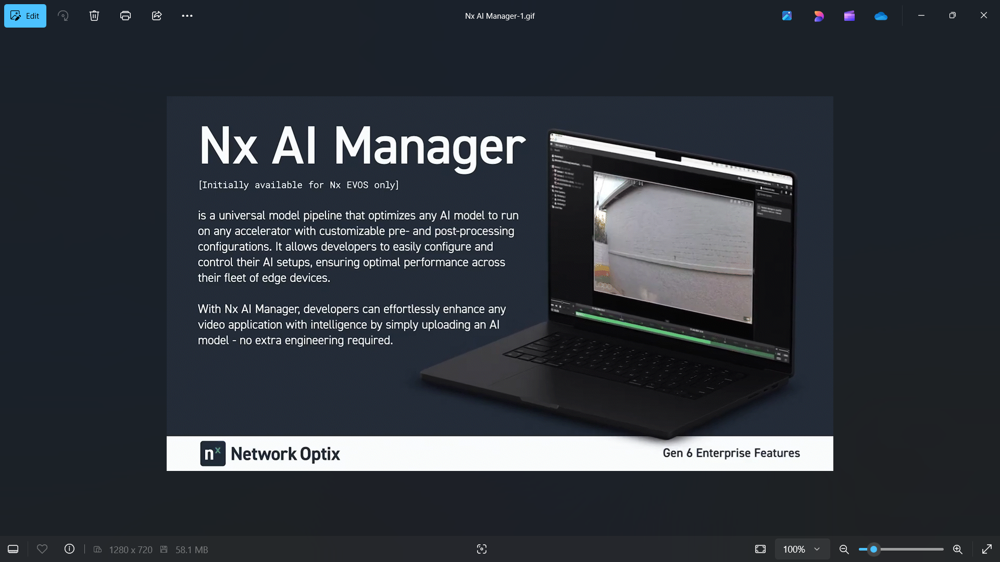 Edit
Nx AI Manager-1.gif
Nx AI Manager
[Initially available for Nx EVOS only]
is a universal model pipeline that optimizes any AI model to run
on any accelerator with customizable pre- and post-processing
configurations. It allows developers to easily configure and
control their AI setups, ensuring optimal performance across
their fleet of edge devices.
With Nx AI Manager, developers can effortlessly enhance any
video application with intelligence by simply uploading an AI
model - no extra engineering required.
nx Network Optix
Gen 6 Enterprise Features
1280 x 720
58.1 MB
100%